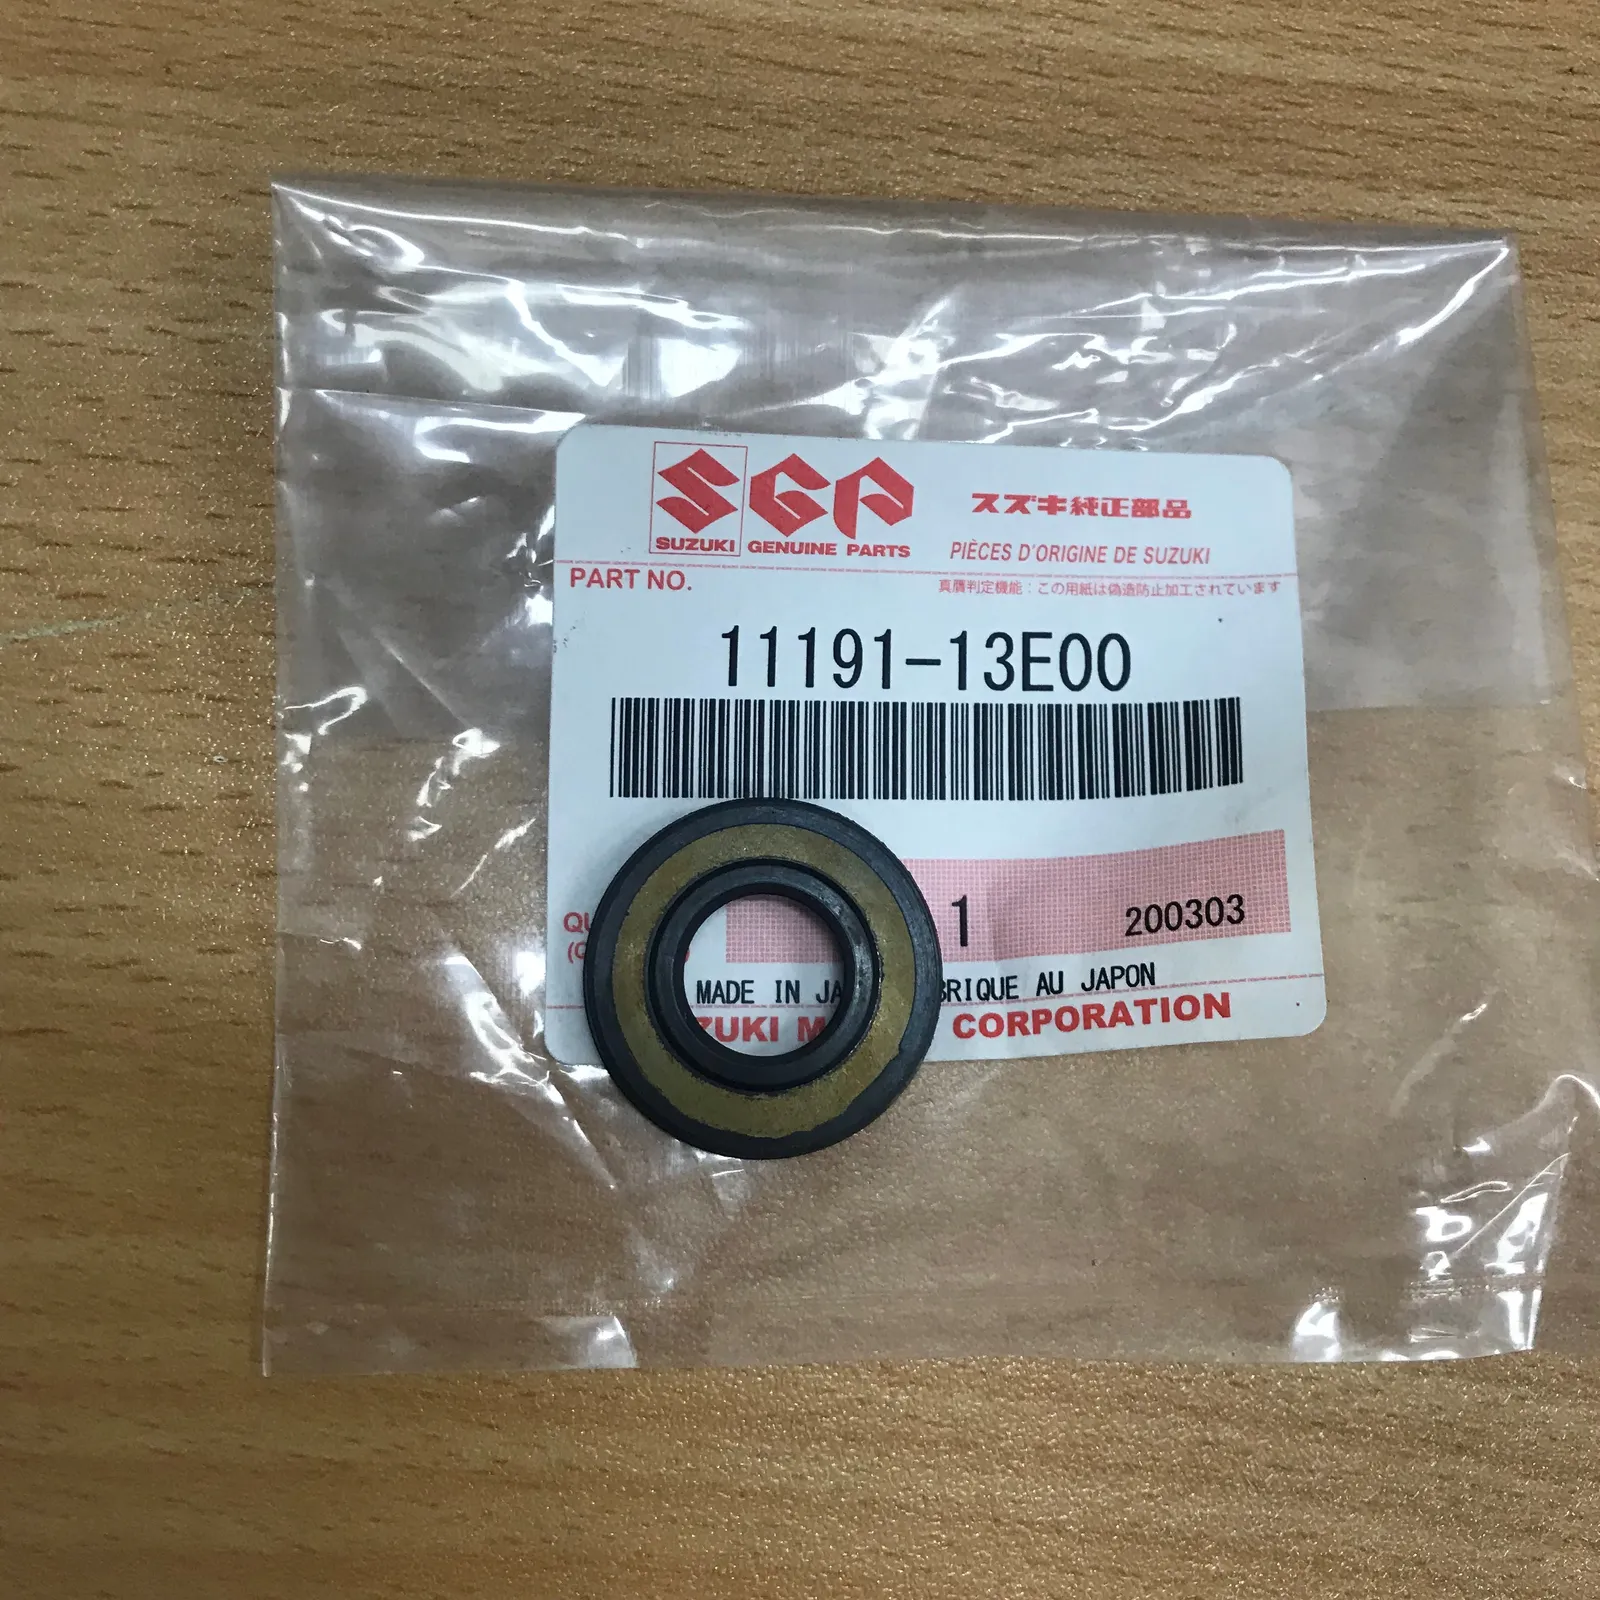 SGP
SUZUKI GENUINE PARTS
スズキ純正部品
PIÈCES D'ORIGINE DE SUZUKI
PART NO.
真贋判定機能:この用紙は偽造防止加工されています
11191-13E00
1
200303
MADE IN
AU JAPON
CORPORATION